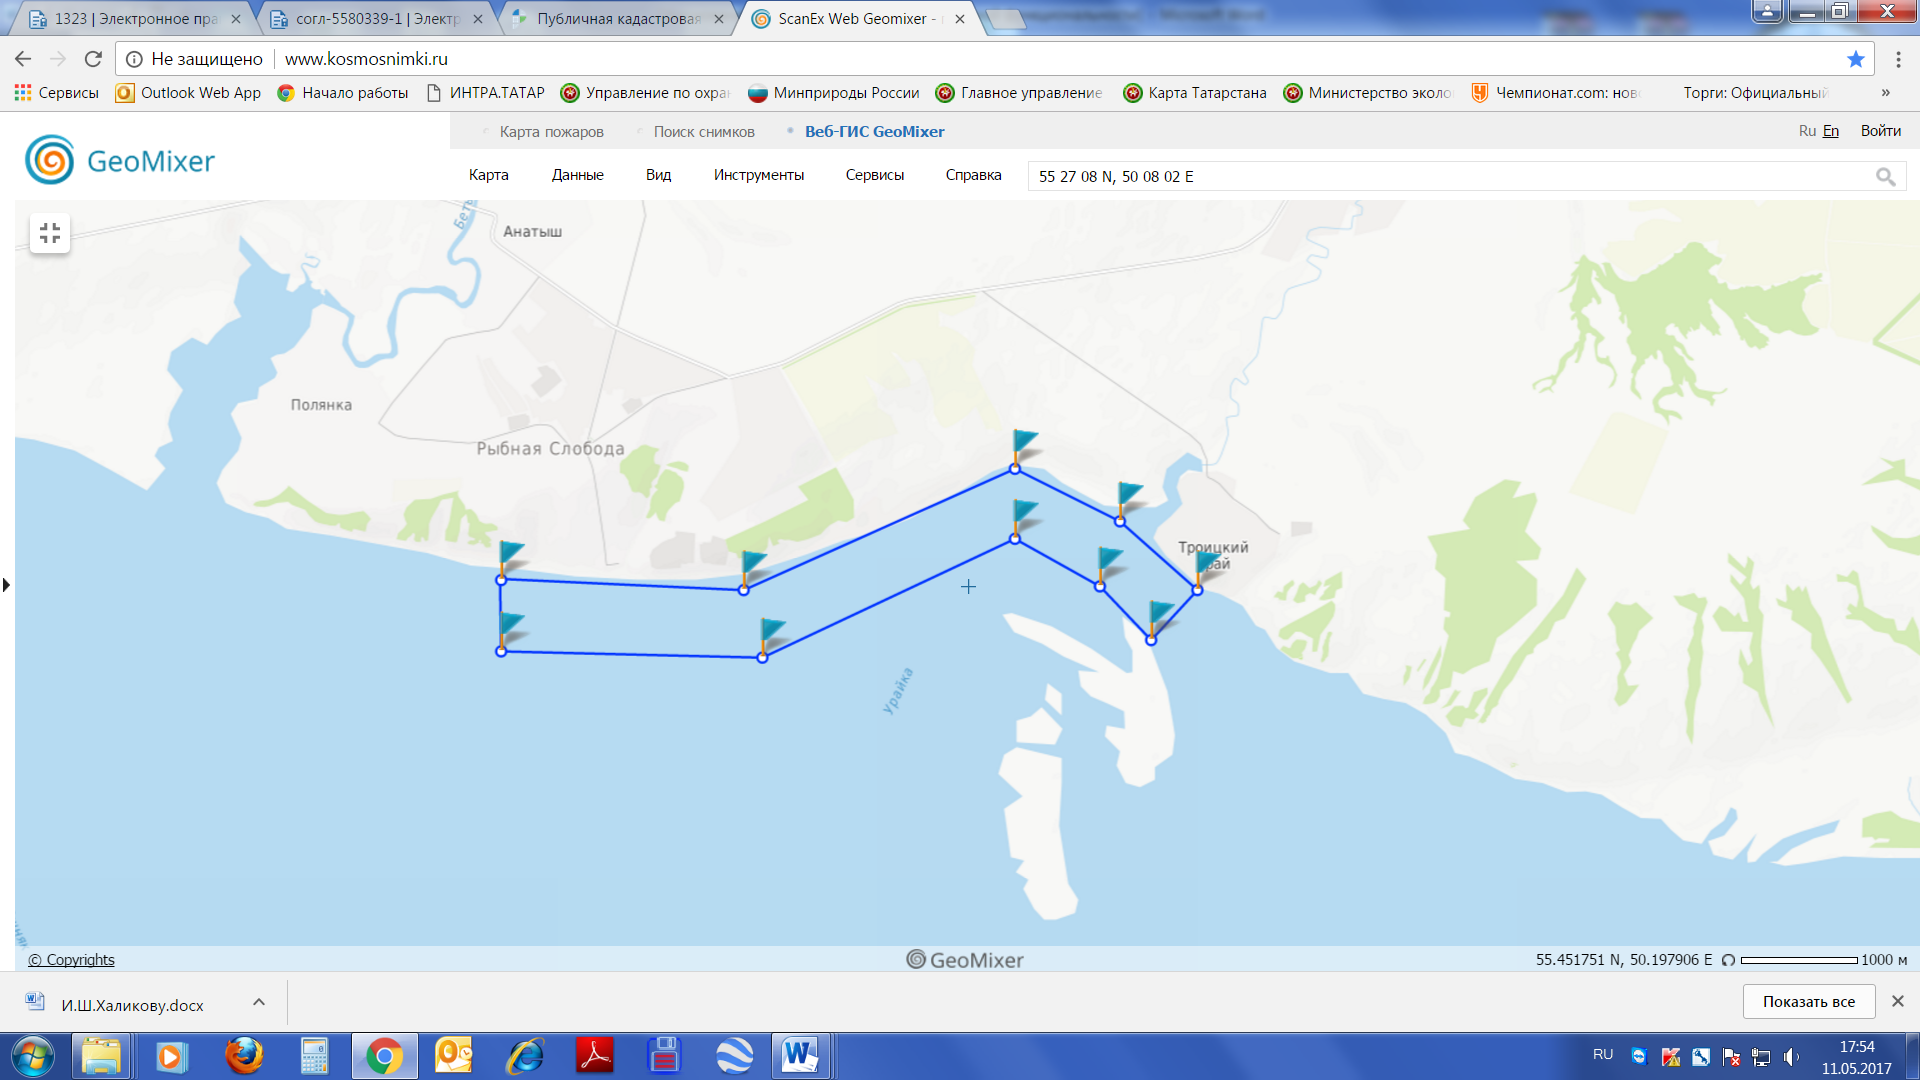 1323 | Электронное пра
согл-5580339-1 | Электр
Публичная кадастровая
ScanEx Web Geomixer -
Не защищено
www.kosmosnimki.ru
Сервисы
Outlook Web App
Начало работы
ИНТРА.ТАТАР
Управление по охран
Минприроды России
Главное управление
Карта Татарстана
Министерство эколо
Чемпионат.com: нов
Торги: Официальный
»
GeoMixer
Карта пожаров
Поиск снимков
Веб-ГИС GeoMixer
Ru En
Войти
Карта
Данные
Вид
Инструменты
Сервисы
Справка
55 27 08 N, 50 08 02 E
Анатыш
Полянка
Рыбная Слобода
Троицкий
Урайка
© Copyrights
GeoMixer
55.451751 N, 50.197906 E
1000 м
И.Ш.Халикову.docx
Показать все
RU
17:54
11.05.2017